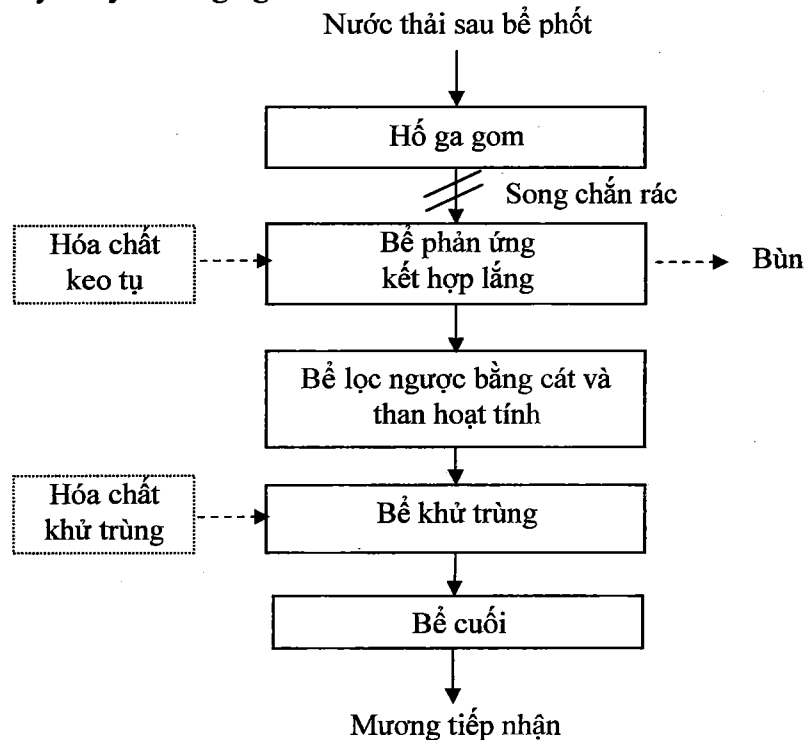 Nước thải sau bể phốt
Hố ga gom
Song chắn rác
Hóa chất
keo tụ
Bể phản ứng
kết hợp lắng
Bùn
Bể lọc ngược bằng cát và
than hoạt tính
Hóa chất
khử trùng
Bể khử trùng
Bể cuối
Mương tiếp nhận